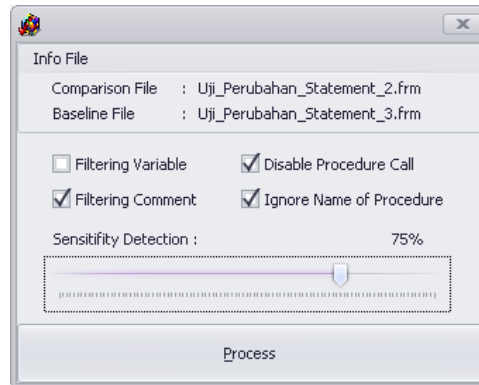 Info File
Comparison File : Uji_Perubahan_Statement_2.frm
Baseline File : Uji_Perubahan_Statement_3.frm
Filtering Variable Disable Procedure Call
Filtering Comment Ignore Name of Procedure
Sensitifity Detection : 75%
Process